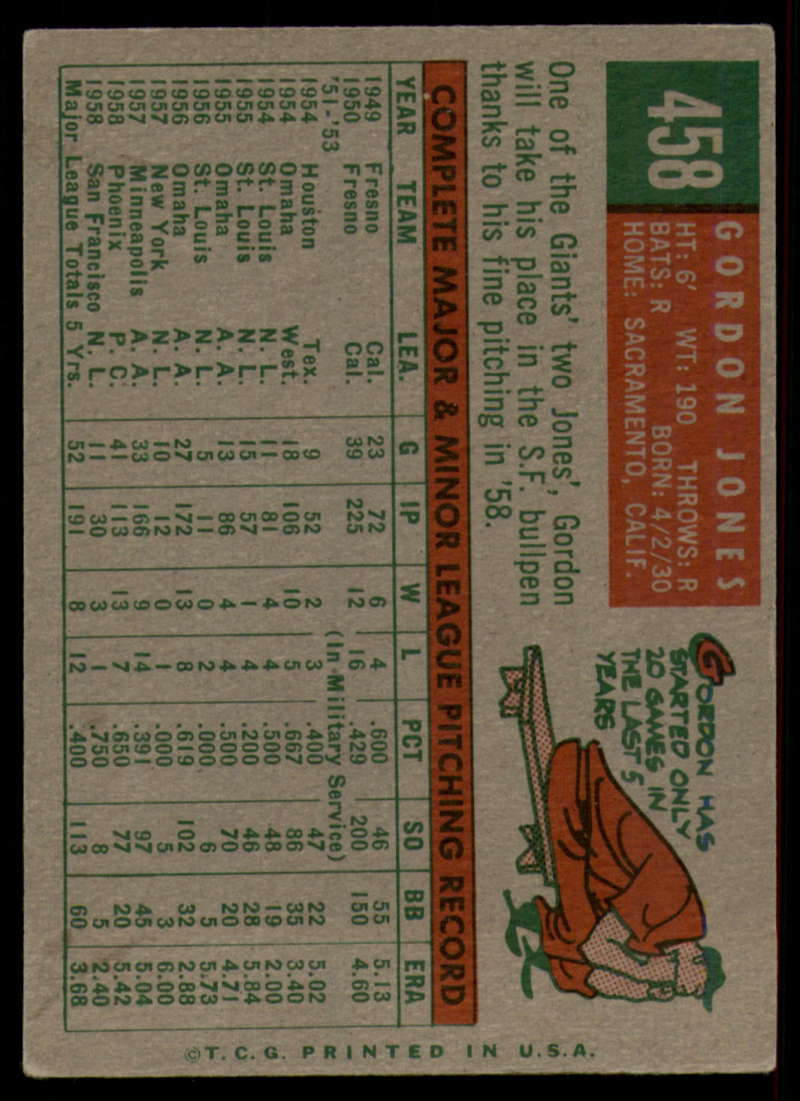 458
GORDON JONES
HT: 6' WT: 190 THROWS: R
BATS: R BORN: 4/2/30
HOME: SACRAMENTO, CALIF.
One of the Giants' two Jones', Gordon
will take his place in the S.F. bullpen
thanks to his fine pitching in '58.
GORDON HAS
STARTED ONLY
20 GAMES IN
THE LAST 5
YEARS
COMPLETE MAJOR & MINOR LEAGUE PITCHING RECORD
YEAR TEAM LEA. G IP W L PCT SO BB ERA
1949 Fresno Cal. 23 72 6 4 .600 46 55 5.13
1950 Fresno Cal. 39 225 12 16 .429 200 150 4.60
'51-'53 (In Military Service)
1954 Houston Tex. 9 52 2 3 .400 47 22 5.02
1954 Omaha West. 18 106 10 5 .667 86 35 3.40
1954 St. Louis N.L. 11 81 4 4 .500 48 19 2.00
1955 St. Louis N.L. 15 57 1 4 .200 46 28 5.84
1955 Omaha A.A. 13 86 4 4 .500 70 20 4.71
1956 St. Louis N.L. 5 11 0 2 .000 6 5 5.73
1956 Omaha A.A. 27 172 13 8 .619 102 32 2.88
1957 New York N.L. 10 12 0 1 .000 5 3 6.00
1957 Minneapolis A.A. 33 166 9 14 .391 97 45 5.04
1958 Phoenix P.C. 41 113 13 7 .650 77 20 5.42
1958 San Francisco N.L. 11 30 3 1 .750 8 5 2.40
Major League Totals 5 Yrs. 52 191 8 12 .400 113 60 3.68
©T.C.G. PRINTED IN U.S.A.